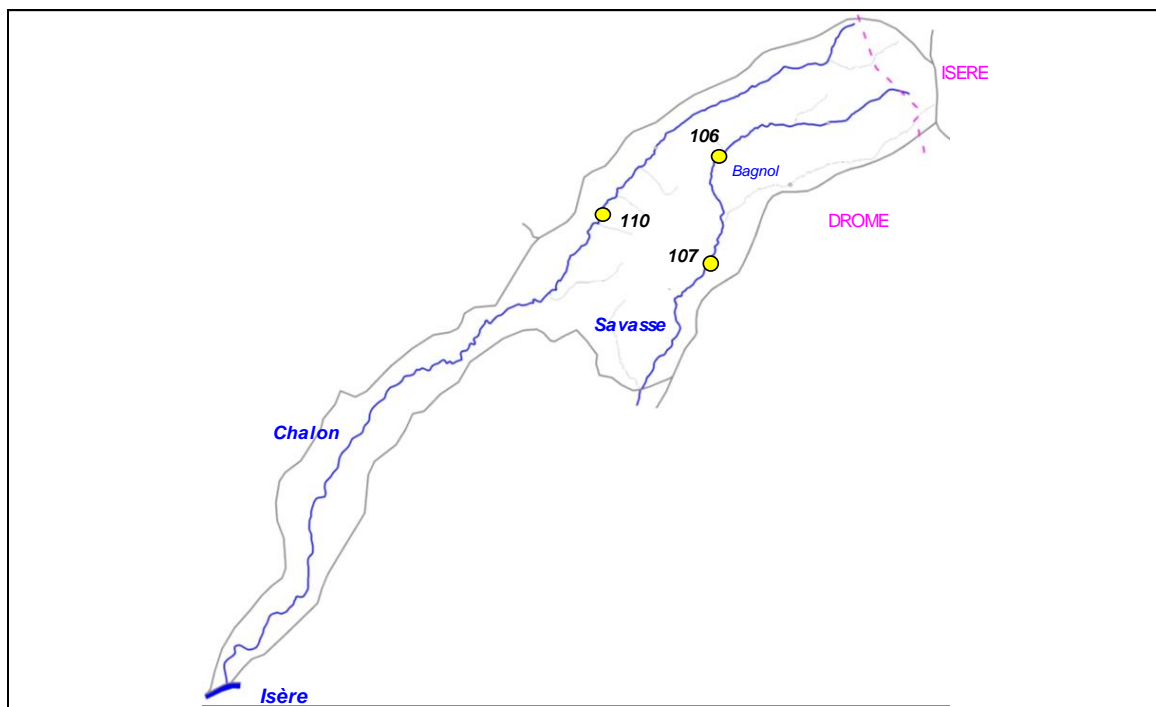 ISERE
106
Bagnol
110
DROME
107
Savasse
Chalon
Isère